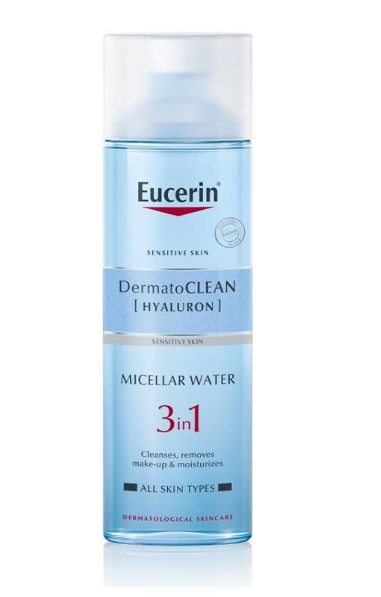 Eucerin®
SENSITIVE SKIN
DermatoCLEAN
[ HYALURON ]
SENSITIVE SKIN
MICELLAR WATER
3in1
Cleanses, removes
make-up & moisturizes
ALL SKIN TYPES
DERMATOLOGICAL SKINCARE